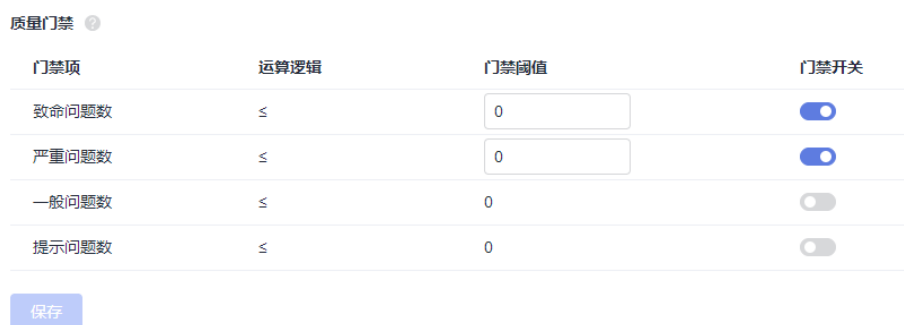 质量门禁 ?
门禁项 运算逻辑 门禁阈值 门禁开关
致命问题数 ≤ 0
严重问题数 ≤ 0
一般问题数 ≤ 0
提示问题数 ≤ 0
保存